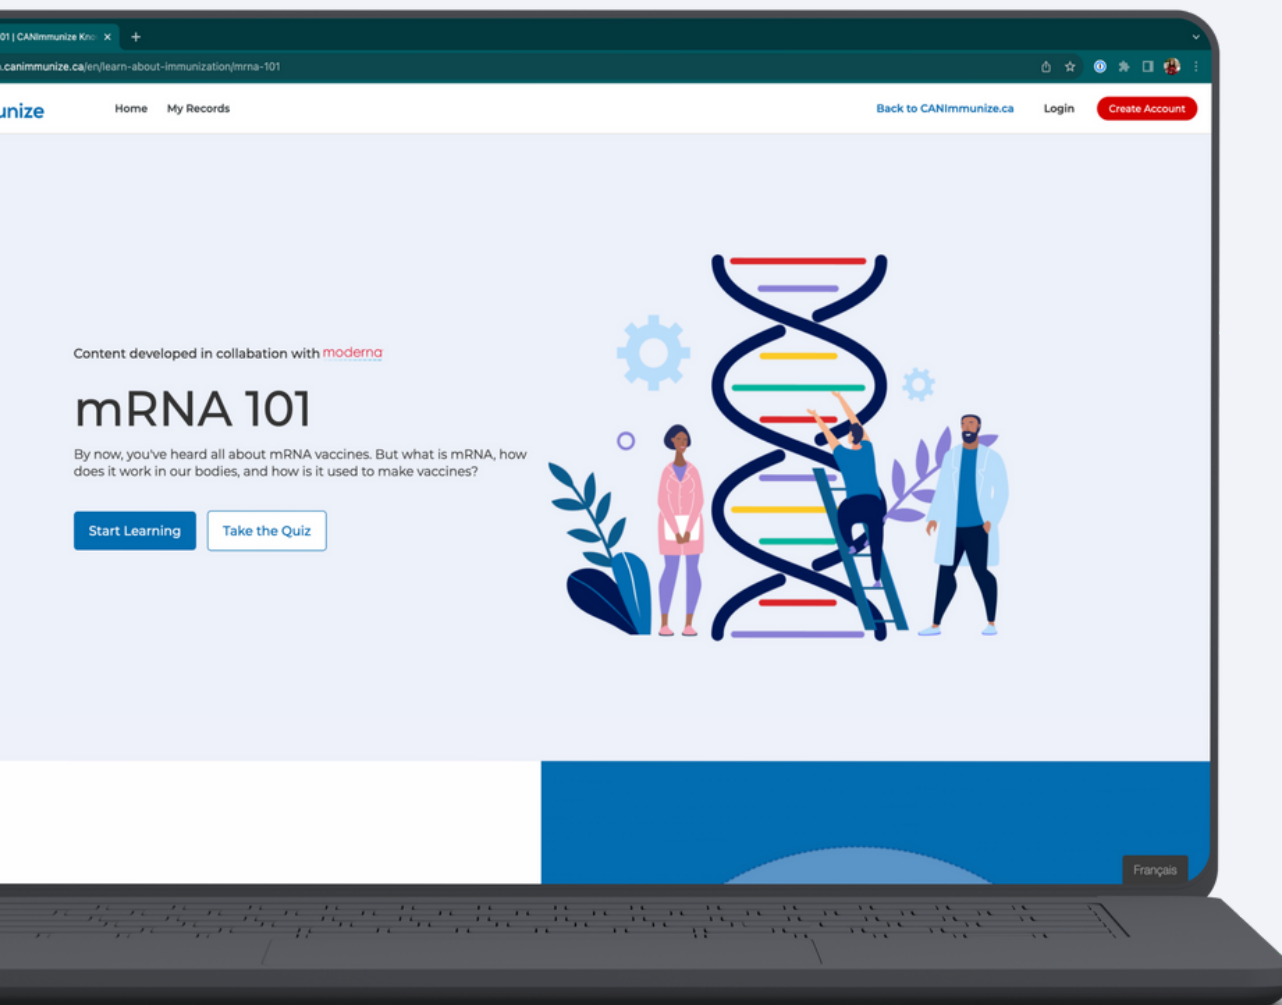 01 | CANImmunize Kno
.canimmunize.ca/en/learn-about-immunization/mrna-101
unize
Home My Records
Back to CANImmunize.ca Login Create Account
Content developed in collabation with moderna
mRNA 101
By now, you've heard all about mRNA vaccines. But what is mRNA, how
does it work in our bodies, and how is it used to make vaccines?
Start Learning Take the Quiz
Français